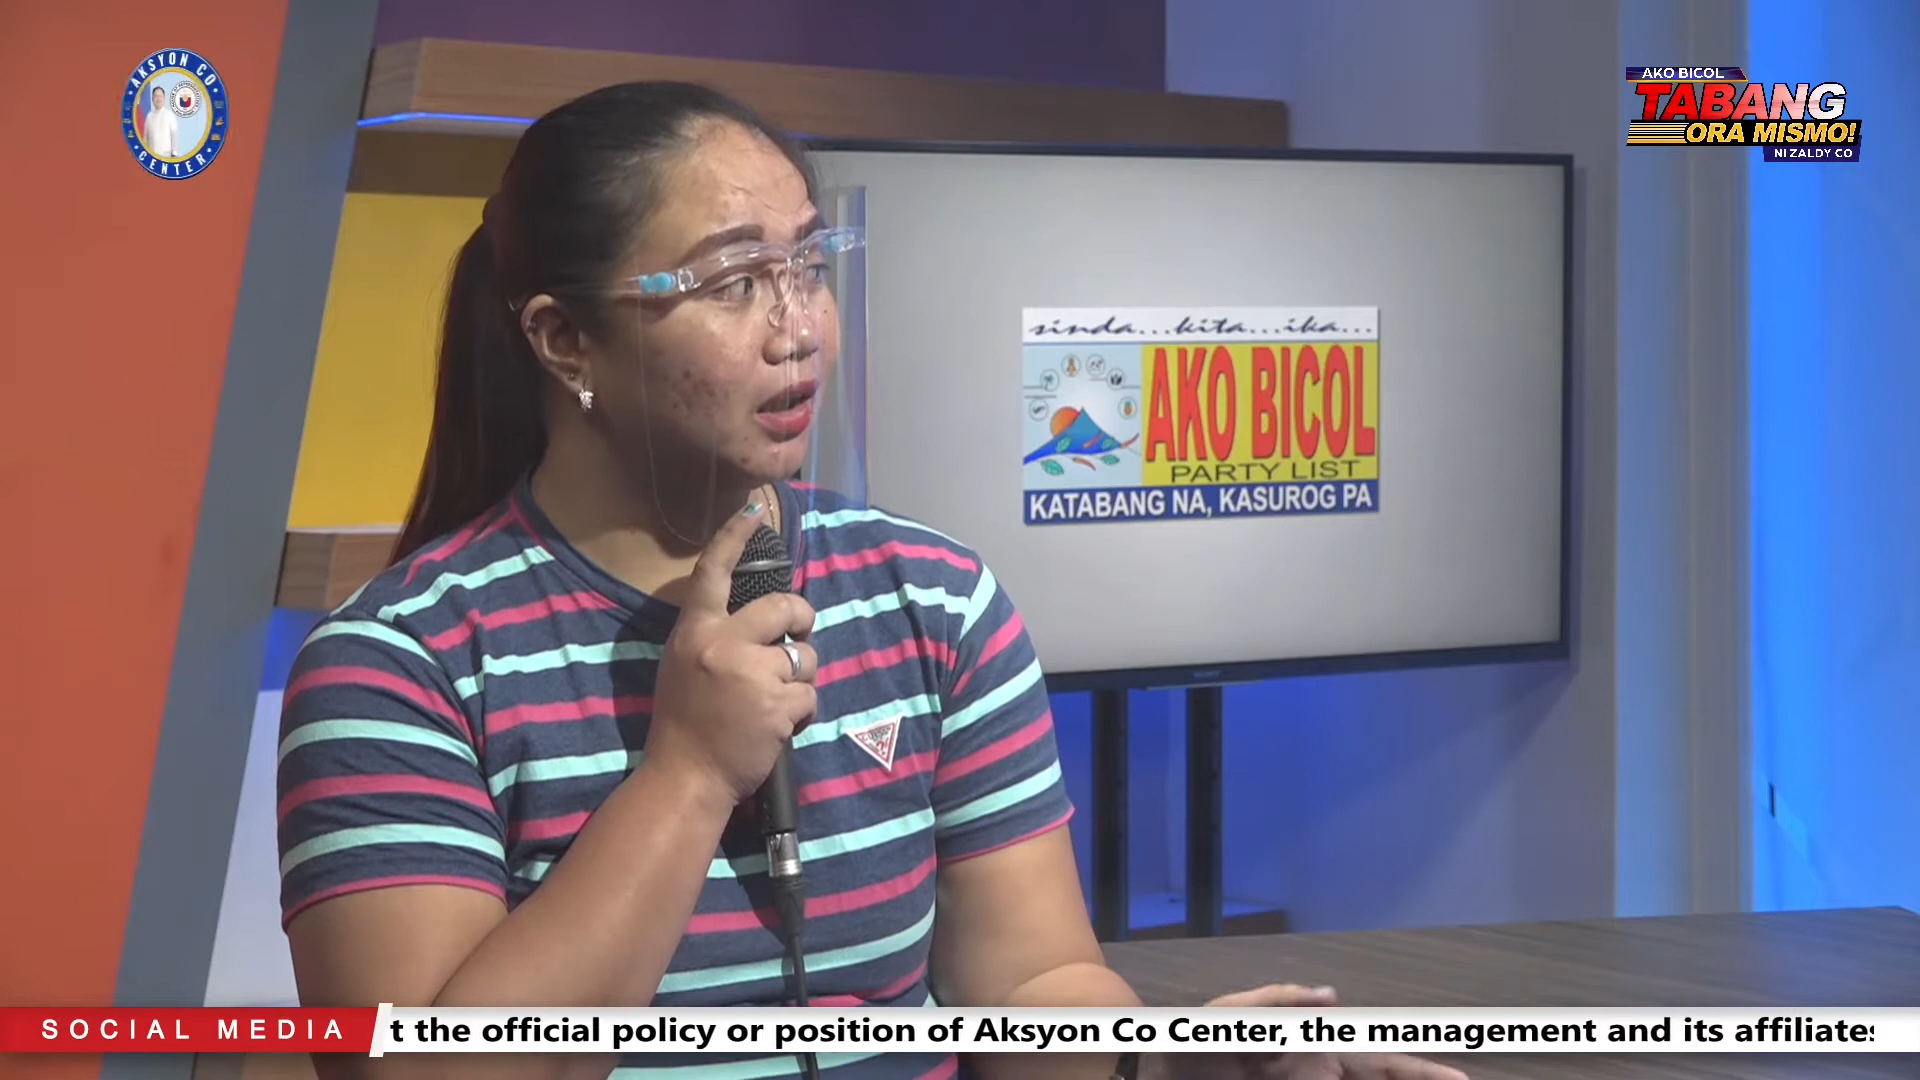 AKSYON CO
CENTER
AKO BICOL
TABANG
ORA MISMO!
NI ZALDY CO
sinda...kita...ika...
AKO BICOL
PARTY LIST
KATABANG NA, KASUROG PA
SOCIAL MEDIA
t the official policy or position of Aksyon Co Center, the management and its affiliates